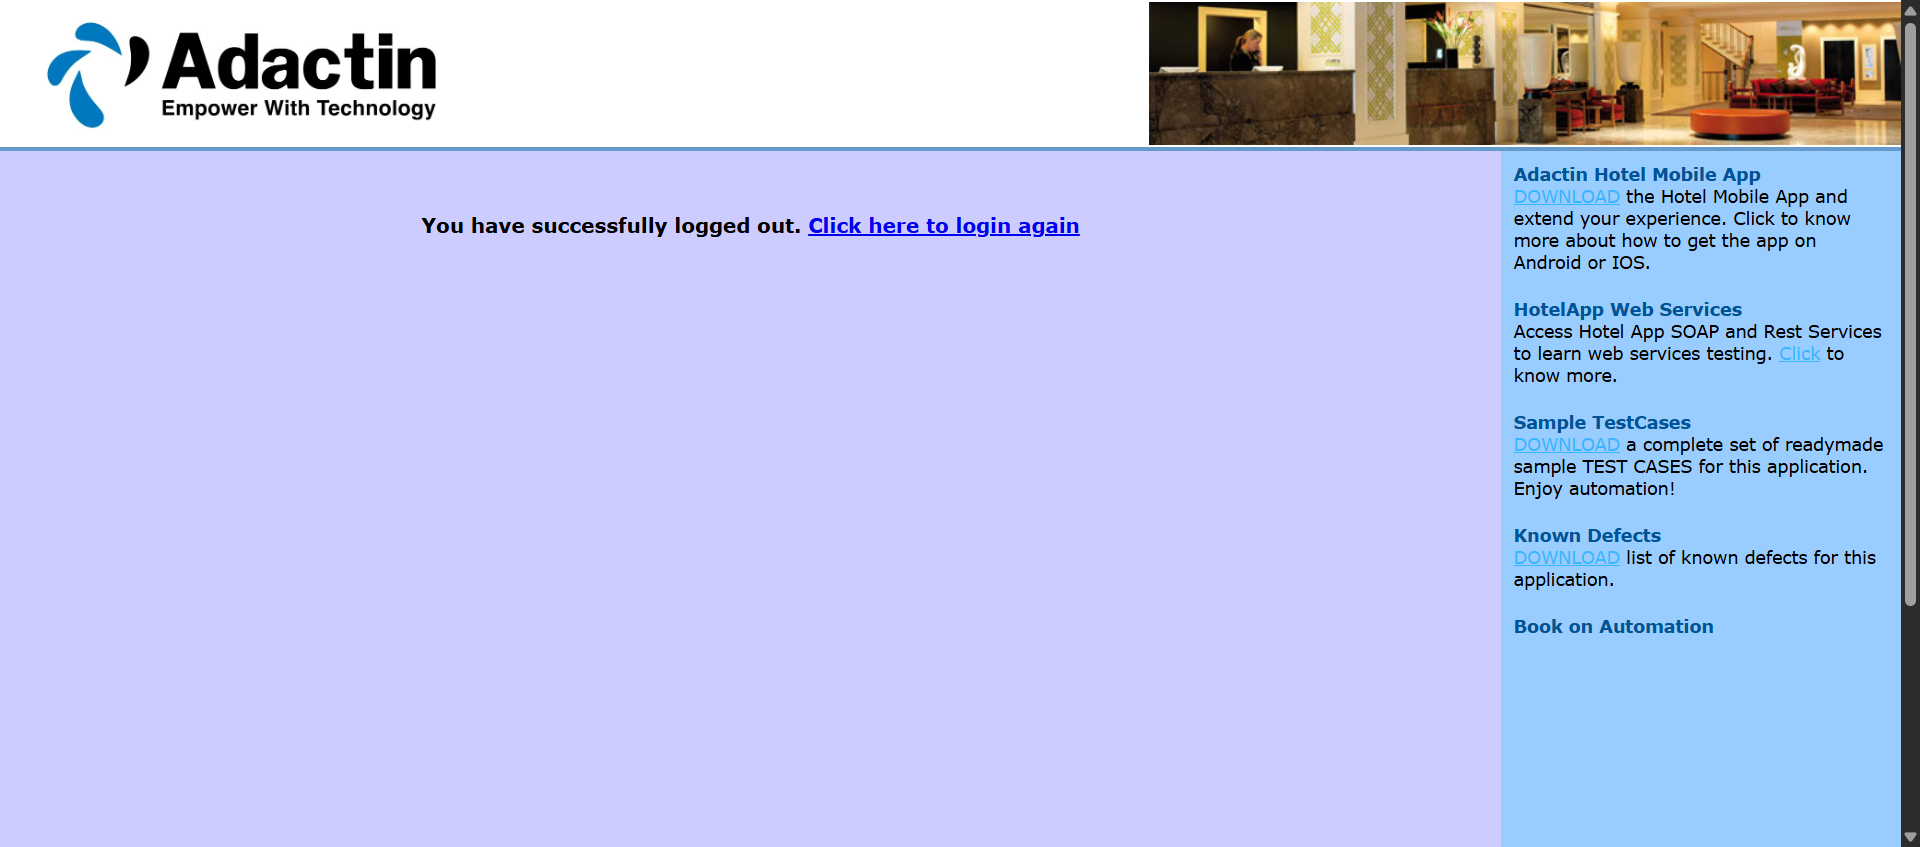 Adactin
Empower With Technology
You have successfully logged out. Click here to login again
Adactin Hotel Mobile App
DOWNLOAD the Hotel Mobile App and
extend your experience. Click to know
more about how to get the app on
Android or IOS.
HotelApp Web Services
Access Hotel App SOAP and Rest Services
to learn web services testing. Click to
know more.
Sample TestCases
DOWNLOAD a complete set of readymade
sample TEST CASES for this application.
Enjoy automation!
Known Defects
DOWNLOAD list of known defects for this
application.
Book on Automation